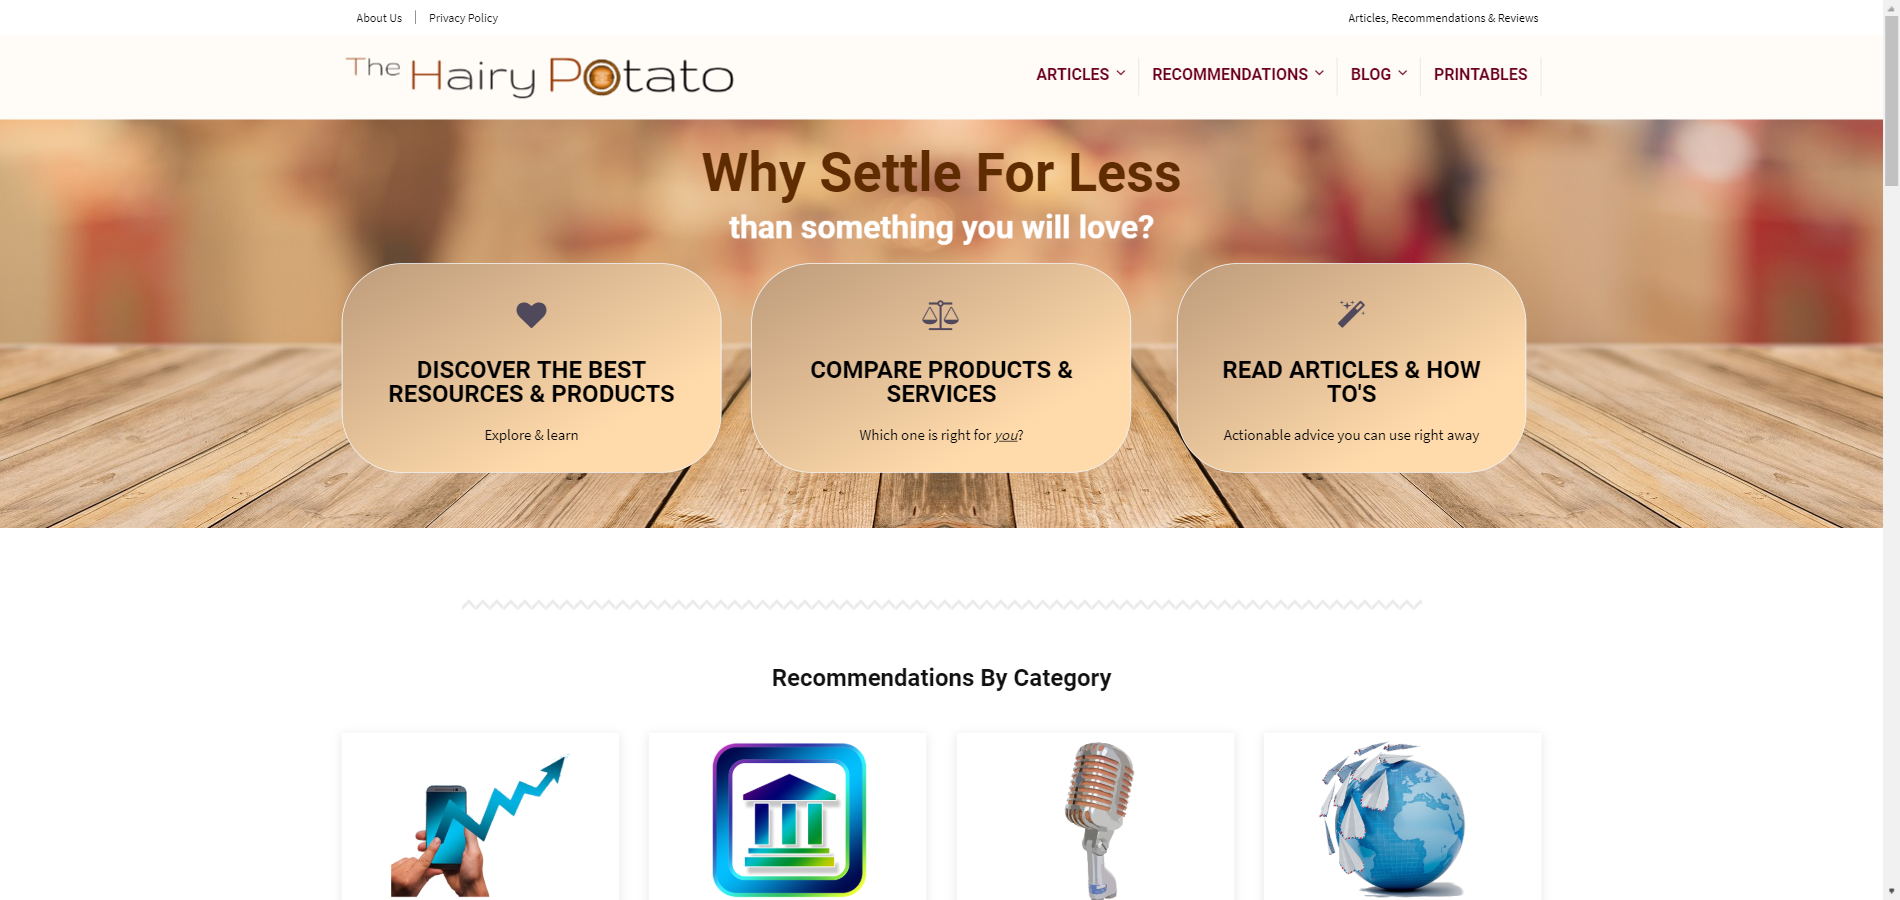 About Us
Privacy Policy
Articles, Recommendations & Reviews
The Hairy Potato
ARTICLES
RECOMMENDATIONS
BLOG
PRINTABLES
Why Settle For Less
than something you will love?
DISCOVER THE BEST
RESOURCES & PRODUCTS
Explore & learn
COMPARE PRODUCTS &
SERVICES
Which one is right for you?
READ ARTICLES & HOW
TO'S
Actionable advice you can use right away
Recommendations By Category